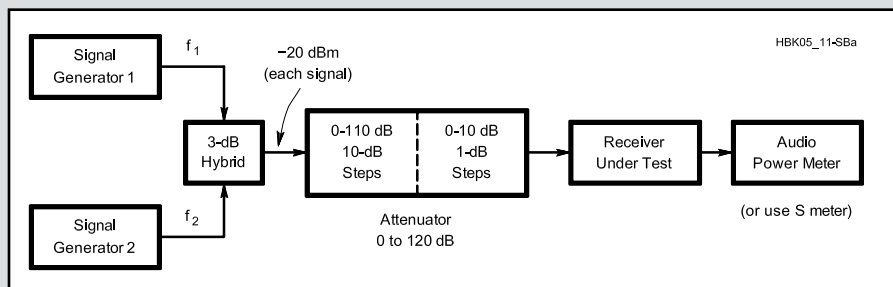 HBK05_11-SBa
Signal
Generator 1
f1
−20 dBm
(each signal)
3-dB
Hybrid
0-110 dB
10-dB
Steps
0-10 dB
1-dB
Steps
Receiver
Under Test
Audio
Power Meter
Signal
Generator 2
f2
Attenuator
0 to 120 dB
(or use S meter)